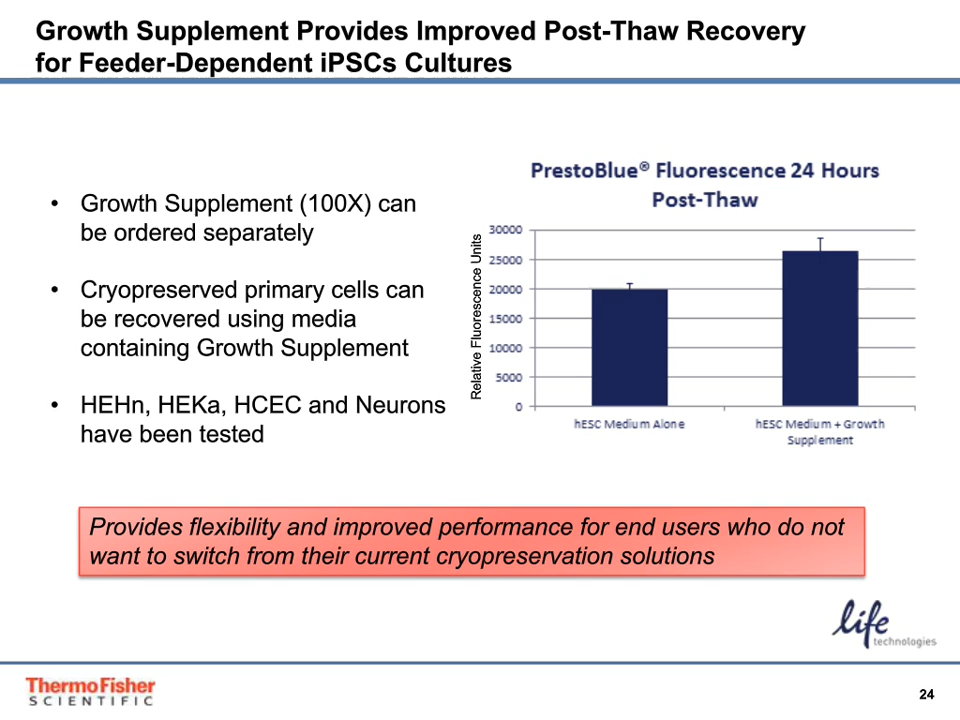 Growth Supplement Provides Improved Post-Thaw Recovery
for Feeder-Dependent iPSCs Cultures
• Growth Supplement (100X) can
be ordered separately
• Cryopreserved primary cells can
be recovered using media
containing Growth Supplement
• HEHn, HEKa, HCEC and Neurons
have been tested
PrestoBlue® Fluorescence 24 Hours
Post-Thaw
Relative Fluorescence Units
30000
25000
20000
15000
10000
5000
0
hESC Medium Alone
hESC Medium + Growth
Supplement
Provides flexibility and improved performance for end users who do not
want to switch from their current cryopreservation solutions
life
technologies
ThermoFisher
SCIENTIFIC
24